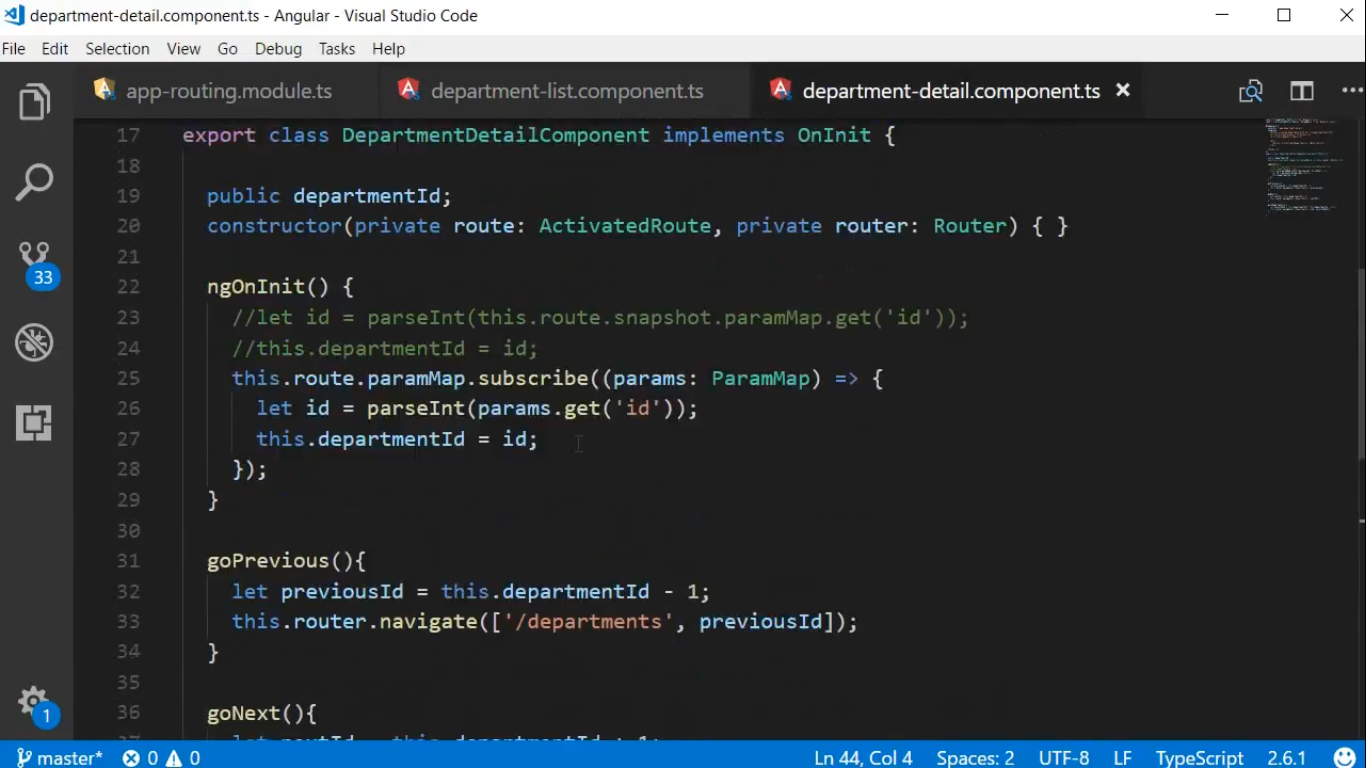 department-detail.component.ts - Angular - Visual Studio Code
File Edit Selection View Go Debug Tasks Help
app-routing.module.ts department-list.component.ts department-detail.component.ts
17 export class DepartmentDetailComponent implements OnInit {
18
19 public departmentId;
20 constructor(private route: ActivatedRoute, private router: Router) { }
21
22 ngOnInit() {
23 //let id = parseInt(this.route.snapshot.paramMap.get('id'));
24 //this.departmentId = id;
25 this.route.paramMap.subscribe((params: ParamMap) => {
26 let id = parseInt(params.get('id'));
27 this.departmentId = id;
28 });
29 }
30
31 goPrevious(){
32 let previousId = this.departmentId - 1;
33 this.router.navigate(['/departments', previousId]);
34 }
35
36 goNext(){
37 let nextId = this.departmentId + 1;
33
1
master* 0 0 Ln 44, Col 4 Spaces: 2 UTF-8 LF TypeScript 2.6.1